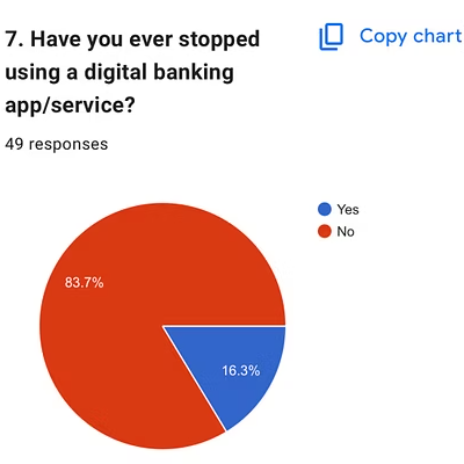 7. Have you ever stopped
using a digital banking
app/service?
Copy chart
49 responses
Yes
No
83.7%
16.3%